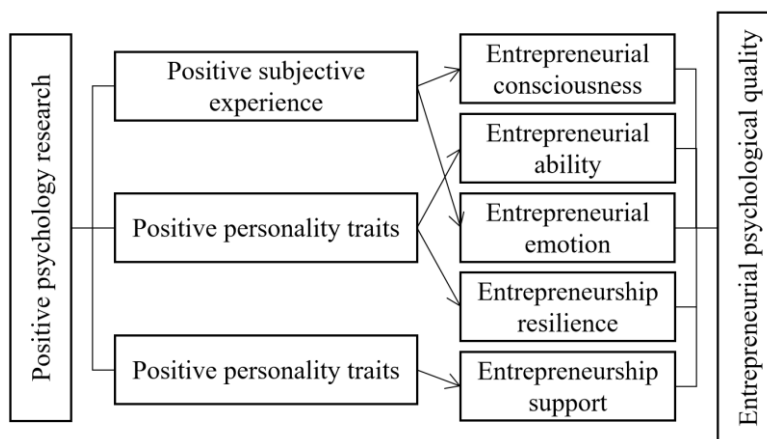 Positive psychology research
Positive subjective
experience
Positive personality traits
Positive personality traits
Entrepreneurial
consciousness
Entrepreneurial
ability
Entrepreneurial
emotion
Entrepreneurship
resilience
Entrepreneurship
support
Entrepreneurial psychological quality